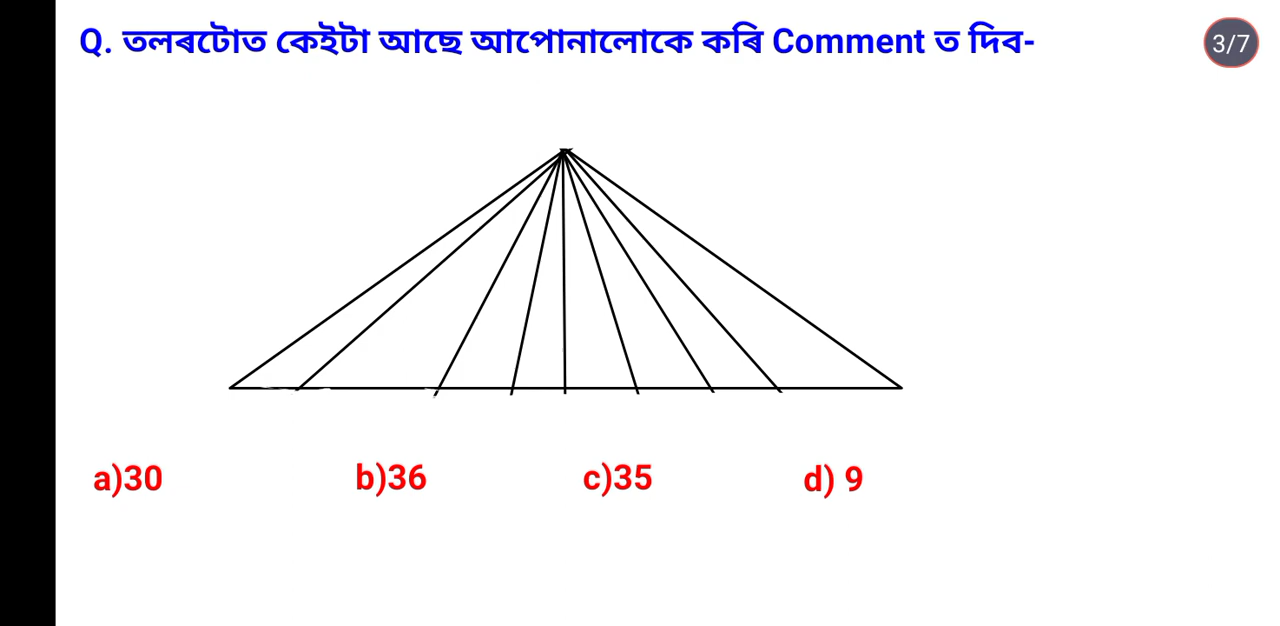 Q. তলৰটোত কেইটা আছে আপোনালোকে কৰি Comment ত দিব-
3/7
a)30 b)36 c)35 d) 9